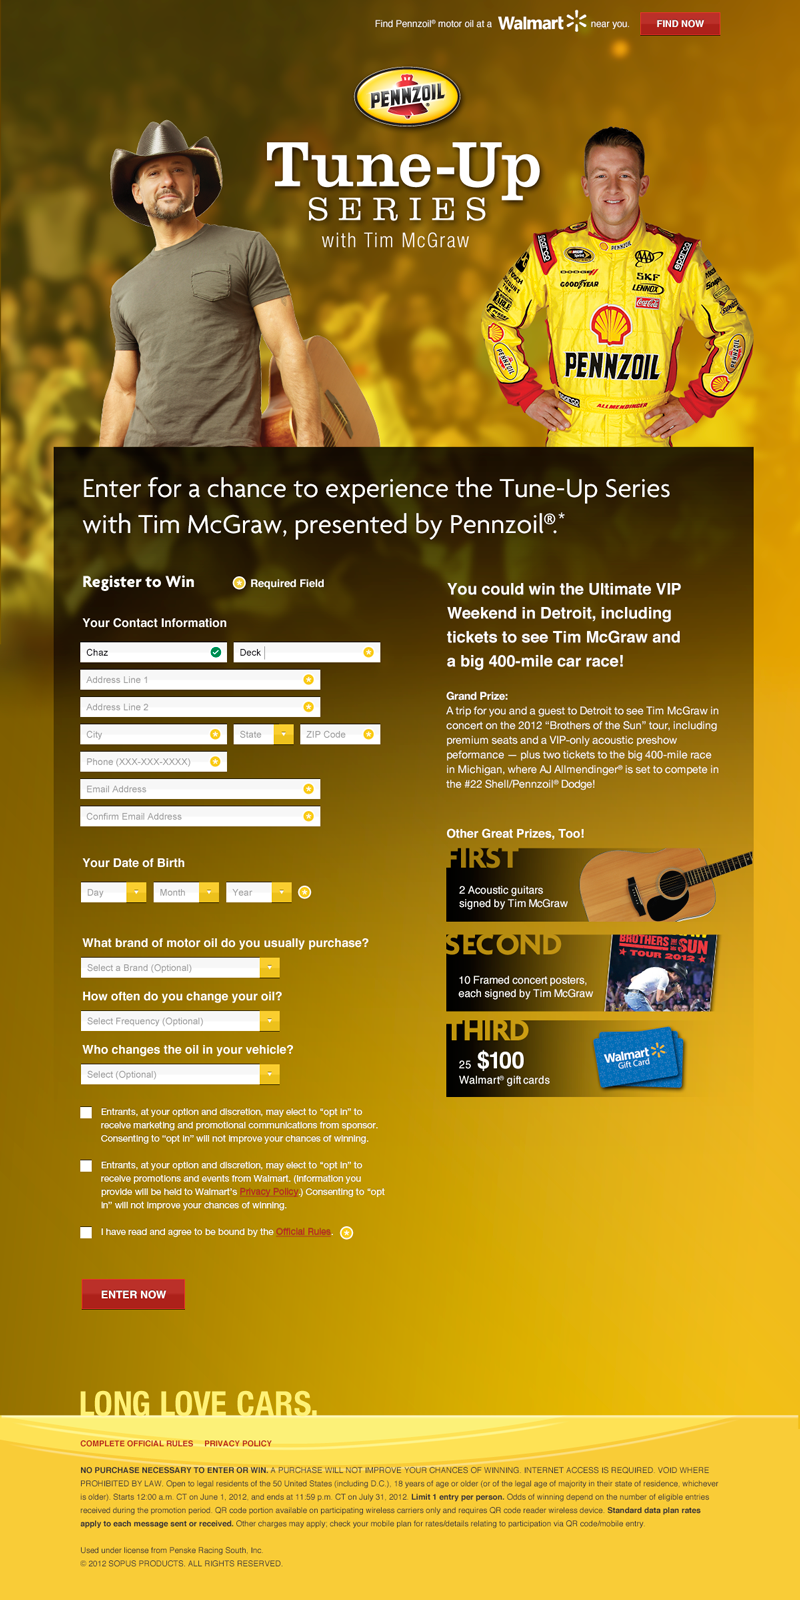 Find Pennzoil® motor oil at a Walmart near you. FIND NOW
PENNZOIL
Tune-Up
SERIES
with Tim McGraw
PENNZOIL
sparco
sparco
AAA
DODGE
SKF
GOODYEAR
LENNOX
Coca-Cola
PENNZOIL
PENNZOIL
PENNZOIL
sparco
ALLMENDINGER
Enter for a chance to experience the Tune-Up Series
with Tim McGraw, presented by Pennzoil®.*
Register to Win
Required Field
Your Contact Information
Chaz
Deck
Address Line 1
Address Line 2
City
State
ZIP Code
Phone (XXX-XXX-XXXX)
Email Address
Confirm Email Address
Your Date of Birth
Day
Month
Year
What brand of motor oil do you usually purchase?
Select a Brand (Optional)
How often do you change your oil?
Select Frequency (Optional)
Who changes the oil in your vehicle?
Select (Optional)
Entrants, at your option and discretion, may elect to “opt in” to
receive marketing and promotional communications from sponsor.
Consenting to “opt in” will not improve your chances of winning.
Entrants, at your option and discretion, may elect to “opt in” to
receive promotions and events from Walmart. (Information you
provide will be held to Walmart's Privacy Policy.) Consenting to “opt
in” will not improve your chances of winning.
I have read and agree to be bound by the Official Rules.
ENTER NOW
You could win the Ultimate VIP
Weekend in Detroit, including
tickets to see Tim McGraw and
a big 400-mile car race!
Grand Prize:
A trip for you and a guest to Detroit to see Tim McGraw in
concert on the 2012 “Brothers of the Sun” tour, including
premium seats and a VIP-only acoustic preshow
peformance — plus two tickets to the big 400-mile race
in Michigan, where AJ Allmendinger® is set to compete in
the #22 Shell/Pennzoil® Dodge!
Other Great Prizes, Too!
FIRST
2 Acoustic guitars
signed by Tim McGraw
SECOND
10 Framed concert posters,
each signed by Tim McGraw
BROTHERS OF THE SUN
TOUR 2012
THIRD
25 $100
Walmart® gift cards
Walmart
Gift Card
LONG LOVE CARS.
COMPLETE OFFICIAL RULES PRIVACY POLICY
NO PURCHASE NECESSARY TO ENTER OR WIN. A PURCHASE WILL NOT IMPROVE YOUR CHANCES OF WINNING. INTERNET ACCESS IS REQUIRED. VOID WHERE
PROHIBITED BY LAW. Open to legal residents of the 50 United States (including D.C.), 18 years of age or older (or of the legal age of majority in their state of residence, whichever
is older). Starts 12:00 a.m. CT on June 1, 2012, and ends at 11:59 p.m. CT on July 31, 2012. Limit 1 entry per person. Odds of winning depend on the number of eligible entries
received during the promotion period. QR code portion available on participating wireless carriers only and requires QR code reader wireless device. Standard data plan rates
apply to each message sent or received. Other charges may apply; check your mobile plan for rates/details relating to participation via QR code/mobile entry
Used under license from Penske Racing South, Inc.
© 2012 SOPUS PRODUCTS. ALL RIGHTS RESERVED.